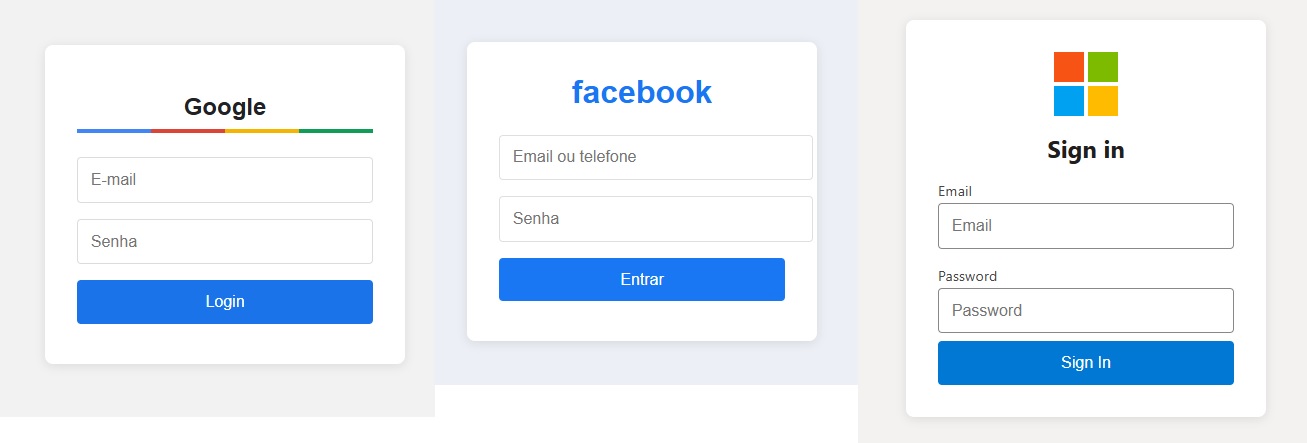 Google
E-mail
Senha
Login
facebook
Email ou telefone
Senha
Entrar
Sign in
Email
Email
Password
Password
Sign In